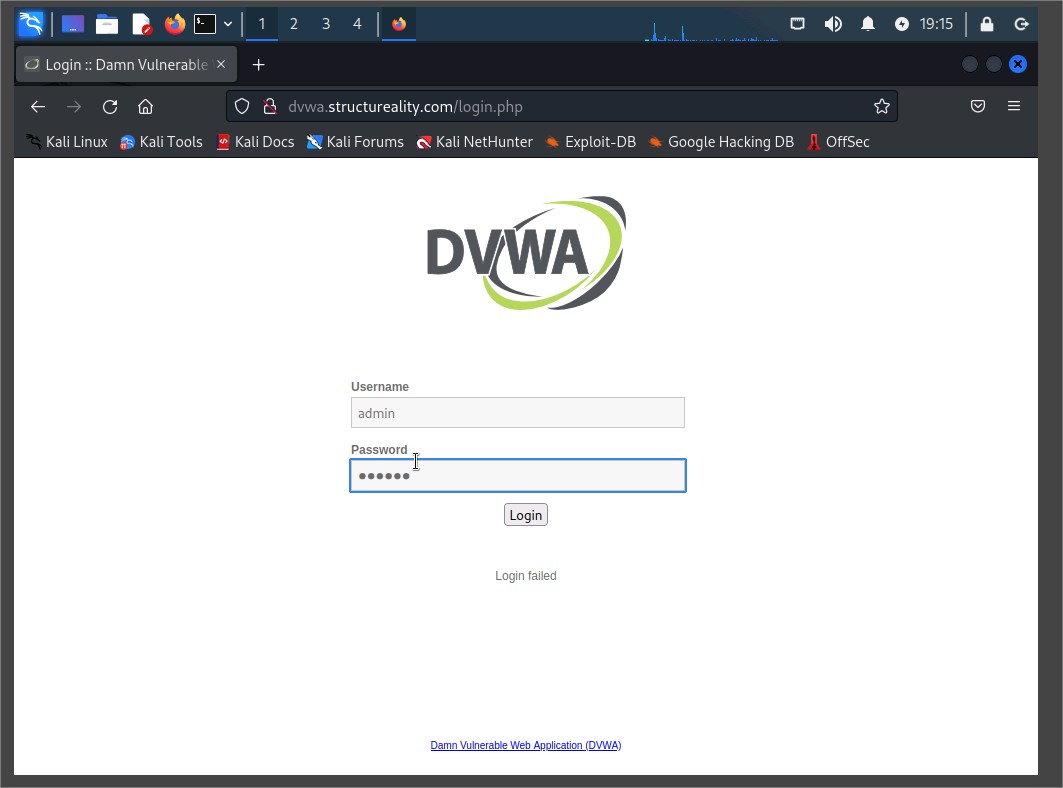 1 2 3 4 19:15
Login :: Damn Vulnerable
dvwa.structureality.com/login.php
Kali Linux Kali Tools Kali Docs Kali Forums Kali NetHunter Exploit-DB Google Hacking DB OffSec
DVWA
Username
admin
Password
••••••
Login
Login failed
Damn Vulnerable Web Application (DVWA)